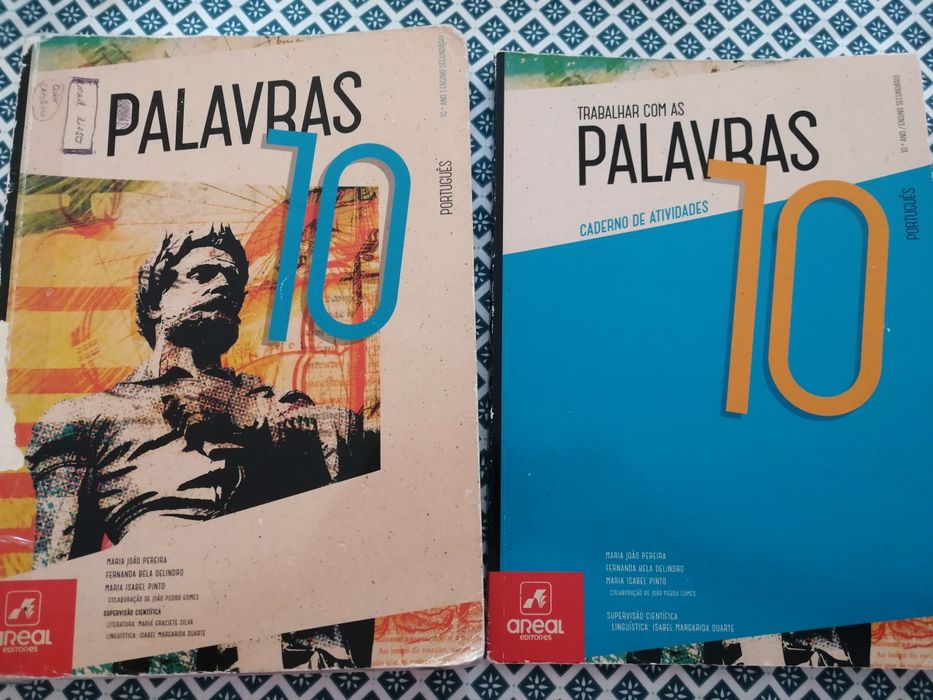 PALAVRAS
10
10.º ANO | ENSINO SECUNDÁRIO
PORTUGUÊS
MARIA JOÃO PEREIRA
FERNANDA BELA DELINDRO
MARIA ISABEL PINTO
COLABORAÇÃO DE JOÃO PEDRO GOMES
SUPERVISÃO CIENTÍFICA
LITERATURA: MARIA GRACIETE SILVA
LINGUÍSTICA: ISABEL MARGARIDA DUARTE
AREAL
EDITORES
TRABALHAR COM AS
PALAVRAS
10
CADERNO DE ATIVIDADES
10.º ANO / ENSINO SECUNDÁRIO
PORTUGUÊS
MARIA JOÃO PEREIRA
FERNANDA BELA DELINDRO
MARIA ISABEL PINTO
COLABORAÇÃO DE JOÃO PEDRO GOMES
SUPERVISÃO CIENTÍFICA
LINGUÍSTICA: ISABEL MARGARIDA DUARTE
AREAL
EDITORES
Ao longo da